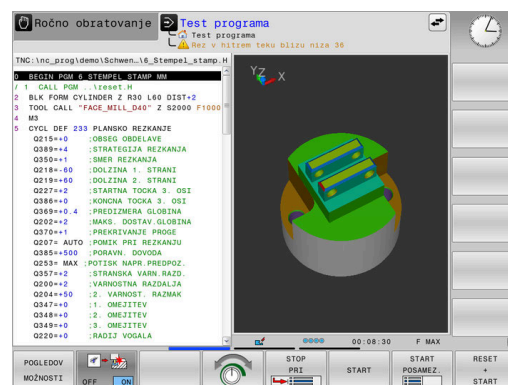 Ročno obratovanje
Test programa
Test programa
Rez v hitrem teku blizu niza 36
TNC:\nc_prog\demo\Schwen…\6_Stempel_stamp.H
0 BEGIN PGM 6_STEMPEL_STAMP MM
/ 1 CALL PGM ..\reset.H
2 BLK FORM CYLINDER Z R30 L60 DIST+2
3 TOOL CALL "FACE_MILL_D40" Z S2000 F1000
4 M3
5 CYCL DEF 233 PLANSKO REZKANJE
Q215=+0 ;OBSEG OBDELAVE
Q389=+4 ;STRATEGIJA REZKANJA
Q350=+1 ;SMER REZKANJA
Q218=-60 ;DOLZINA 1. STRANI
Q219=+60 ;DOLZINA 2. STRANI
Q227=+2 ;STARTNA TOCKA 3. OSI
Q386=+0 ;KONCNA TOCKA 3. OSI
Q369=+0.4 ;PREDIZMERA GLOBINA
Q202=+2 ;MAKS. DOSTAV.GLOBINA
Q370=+1 ;PREKRIVANJE PROGE
Q207= AUTO ;POMIK PRI REZKANJU
Q385=+500 ;PORAVN. DOVODA
Q253= MAX ;POTISK NAPR.PREDPOZ.
Q357=+2 ;STRANSKA VARN.RAZD.
Q200=+2 ;VARNOSTNA RAZDALJA
Q204=+50 ;2. VARNOST. RAZMAK
Q347=+0 ;1. OMEJITEV
Q348=+0 ;2. OMEJITEV
Q349=+0 ;3. OMEJITEV
Q220=+0 ;RADIJ VOGALA
YZ X
00:08:30 F MAX
POGLEDOV
MOŽNOSTI
OFF ON
STOP
PRI
START
START
POSAMEZ.
RESET
+
START